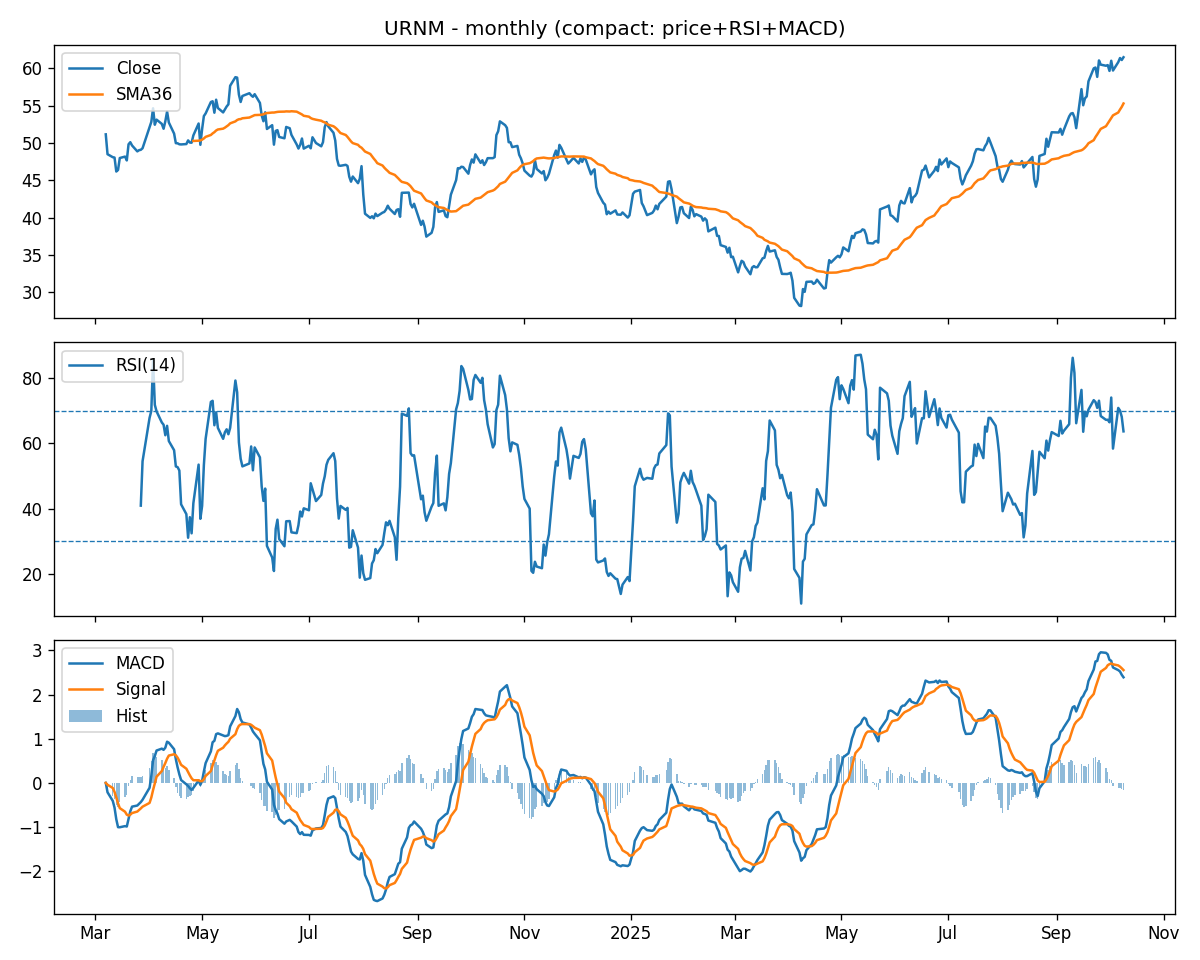 URNM - monthly (compact: price+RSI+MACD)
Close
SMA36
60
55
50
45
40
35
30
RSI(14)
80
60
40
20
MACD
Signal
Hist
3
2
1
0
−1
−2
Mar May Jul Sep Nov 2025 Mar May Jul Sep Nov